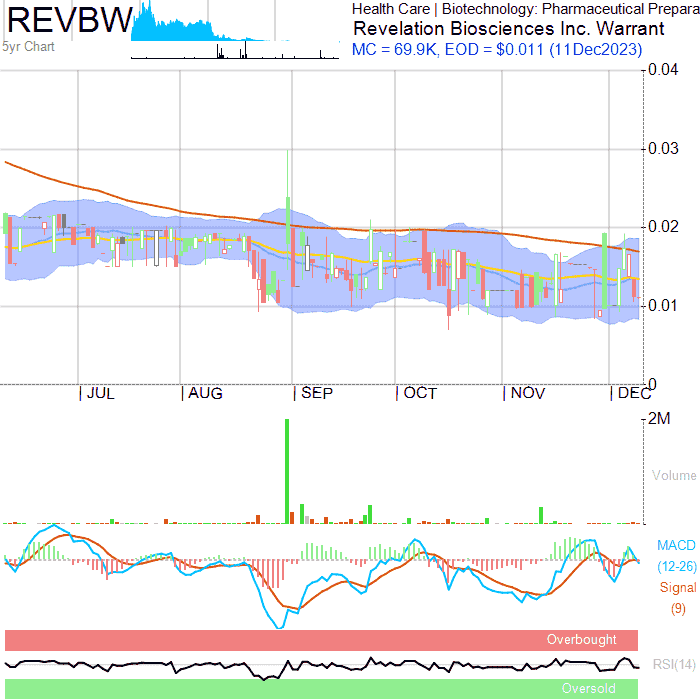 REVBW
Health Care | Biotechnology: Pharmaceutical Prepara
Revelation Biosciences Inc. Warrant
5yr Chart
MC = 69.9K, EOD = $0.011 (11Dec2023)
0.04
0.03
0.02
0.01
0
| JUL
| AUG
| SEP
| OCT
| NOV
| DEC
2M
Volume
MACD
(12-26)
Signal
(9)
Overbought
RSI(14)
Oversold